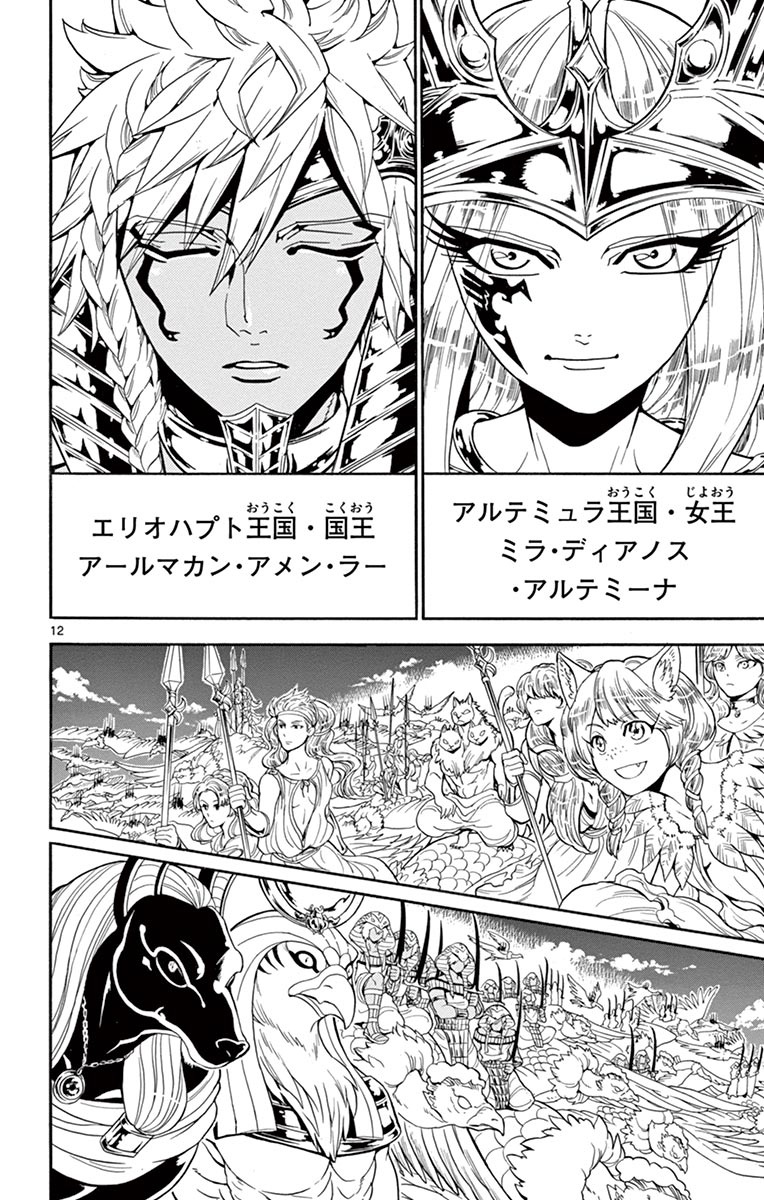 アルテミュラ王国・女王
ミラ・ディアノス
・アルテミーナ
エリオハプト王国・国王
アールマカン・アメン・ラー
12